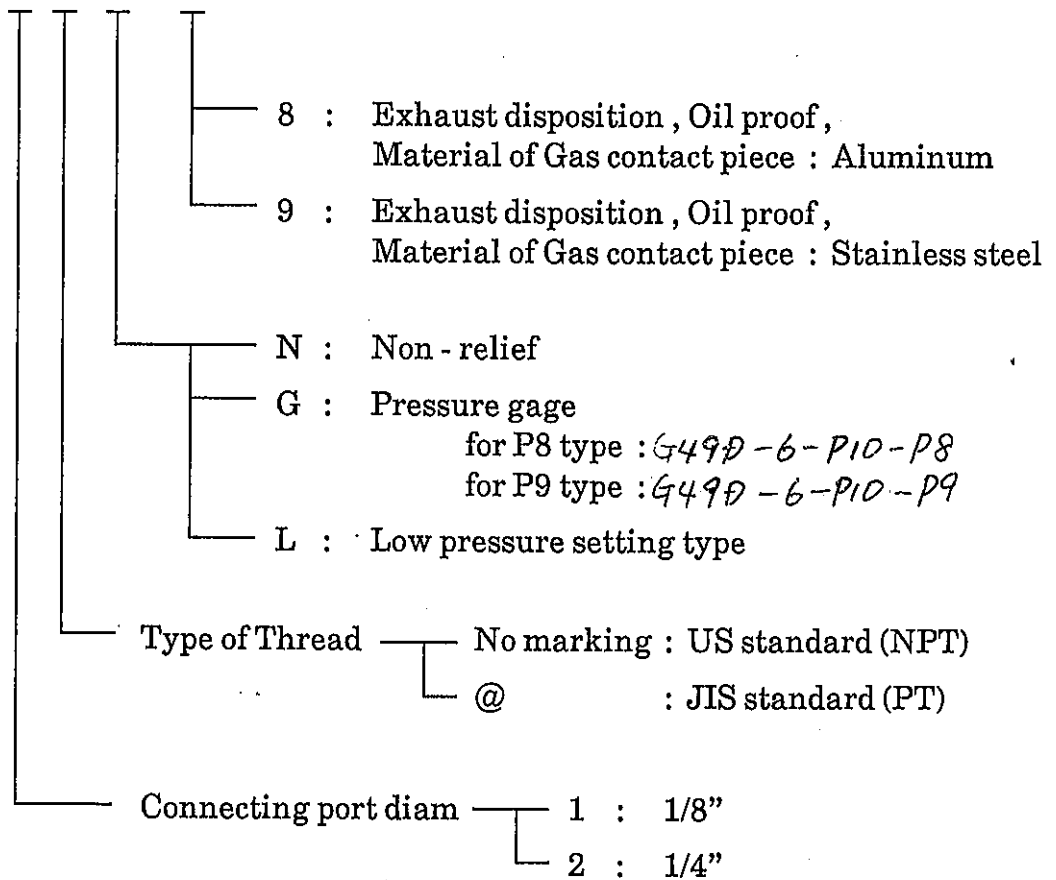 8 : Exhaust disposition , Oil proof ,
Material of Gas contact piece : Aluminum
9 : Exhaust disposition , Oil proof ,
Material of Gas contact piece : Stainless steel
N : Non - relief
G : Pressure gage
for P8 type : G49D-6-P10-P8
for P9 type : G49D-6-P10-P9
L : Low pressure setting type
Type of Thread No marking : US standard (NPT)
@ : JIS standard (PT)
Connecting port diam 1 : 1/8”
2 : 1/4”